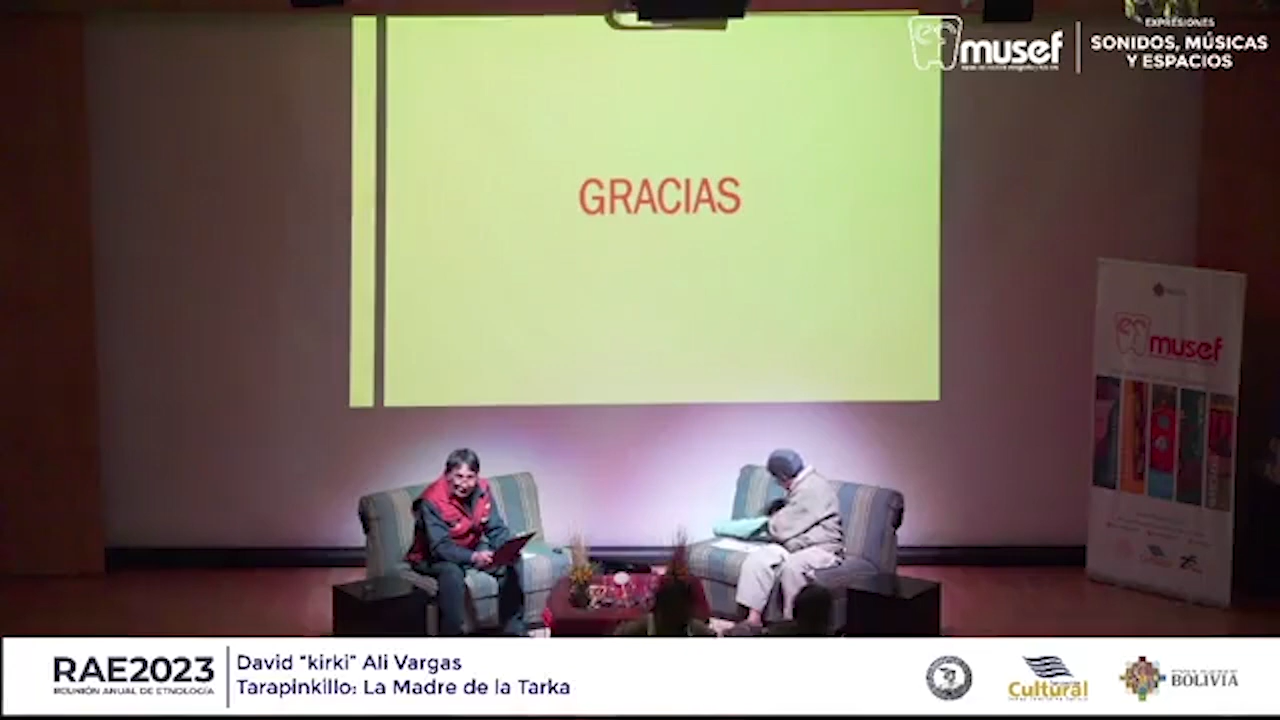 musef
EXPRESIONES
SONIDOS, MÚSICAS
Y ESPACIOS
GRACIAS
musef
RAE2023
REUNIÓN ANUAL DE ETNOLOGÍA
David "kirki" Ali Vargas
Tarapinkillo: La Madre de la Tarka
Cultural
BOLIVIA